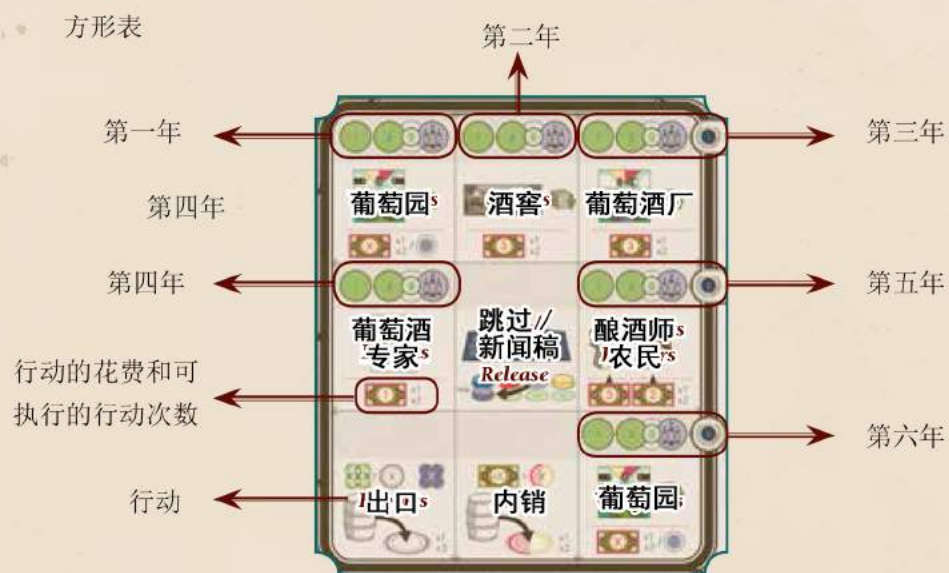 方形表
第二年
第一年
第三年
第四年
葡萄园
酒窖
葡萄酒厂
第四年
第五年
葡萄酒
专家
跳过//
新闻稿
Release
酿酒师
农民
行动的花费和可
执行的行动次数
第六年
行动
出口
内销
葡萄园